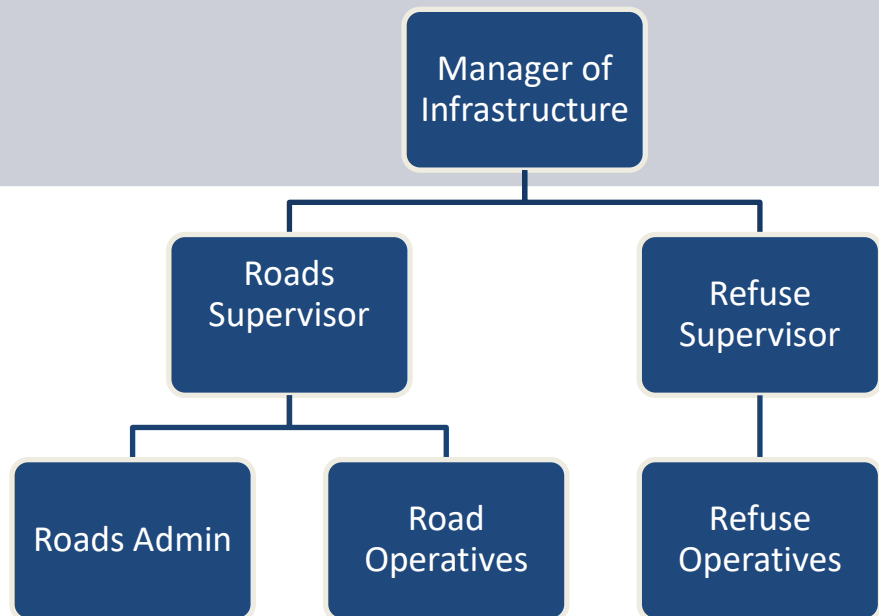 Manager of
Infrastructure
Roads
Supervisor
Refuse
Supervisor
Roads Admin
Road
Operatives
Refuse
Operatives